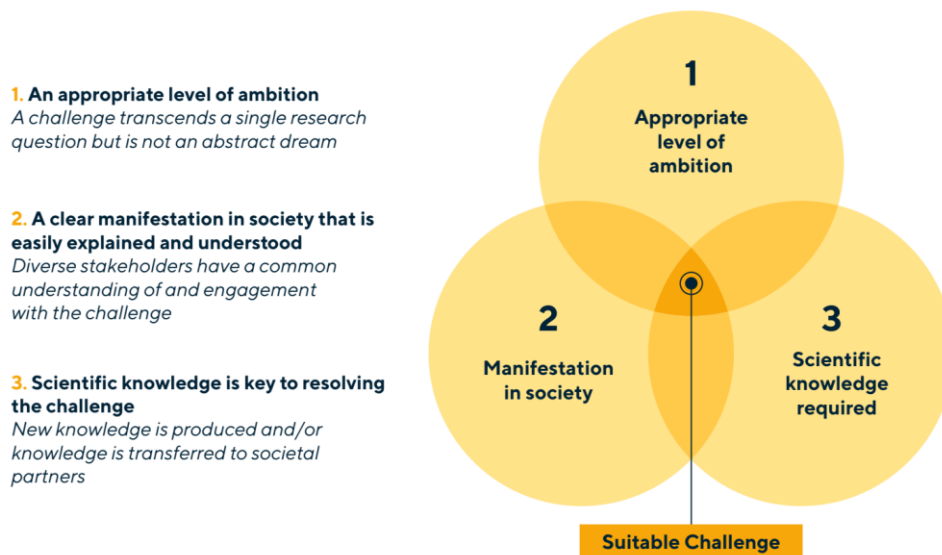 1. An appropriate level of ambition
A challenge transcends a single research
question but is not an abstract dream
2. A clear manifestation in society that is
easily explained and understood
Diverse stakeholders have a common
understanding of and engagement
with the challenge
3. Scientific knowledge is key to resolving
the challenge
New knowledge is produced and/or
knowledge is transferred to societal
partners
1
Appropriate
level of
ambition
2
Manifestation
in society
3
Scientific
knowledge
required
Suitable Challenge